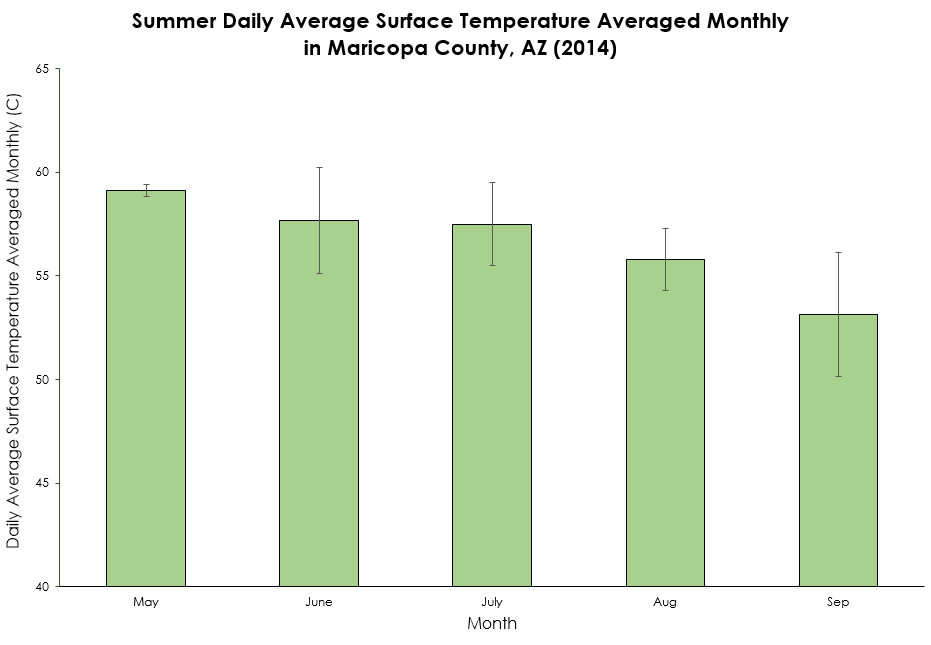 Summer Daily Average Surface Temperature Averaged Monthly
in Maricopa County, AZ (2014)
Daily Average Surface Temperature Averaged Monthly (C)
65
60
55
50
45
40
May June July Aug Sep
Month